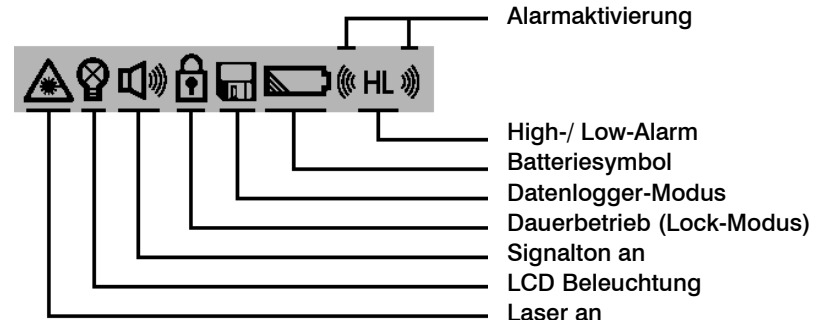 Alarmaktivierung
HL
High-/ Low-Alarm
Batteriesymbol
Datenlogger-Modus
Dauerbetrieb (Lock-Modus)
Signalton an
LCD Beleuchtung
Laser an